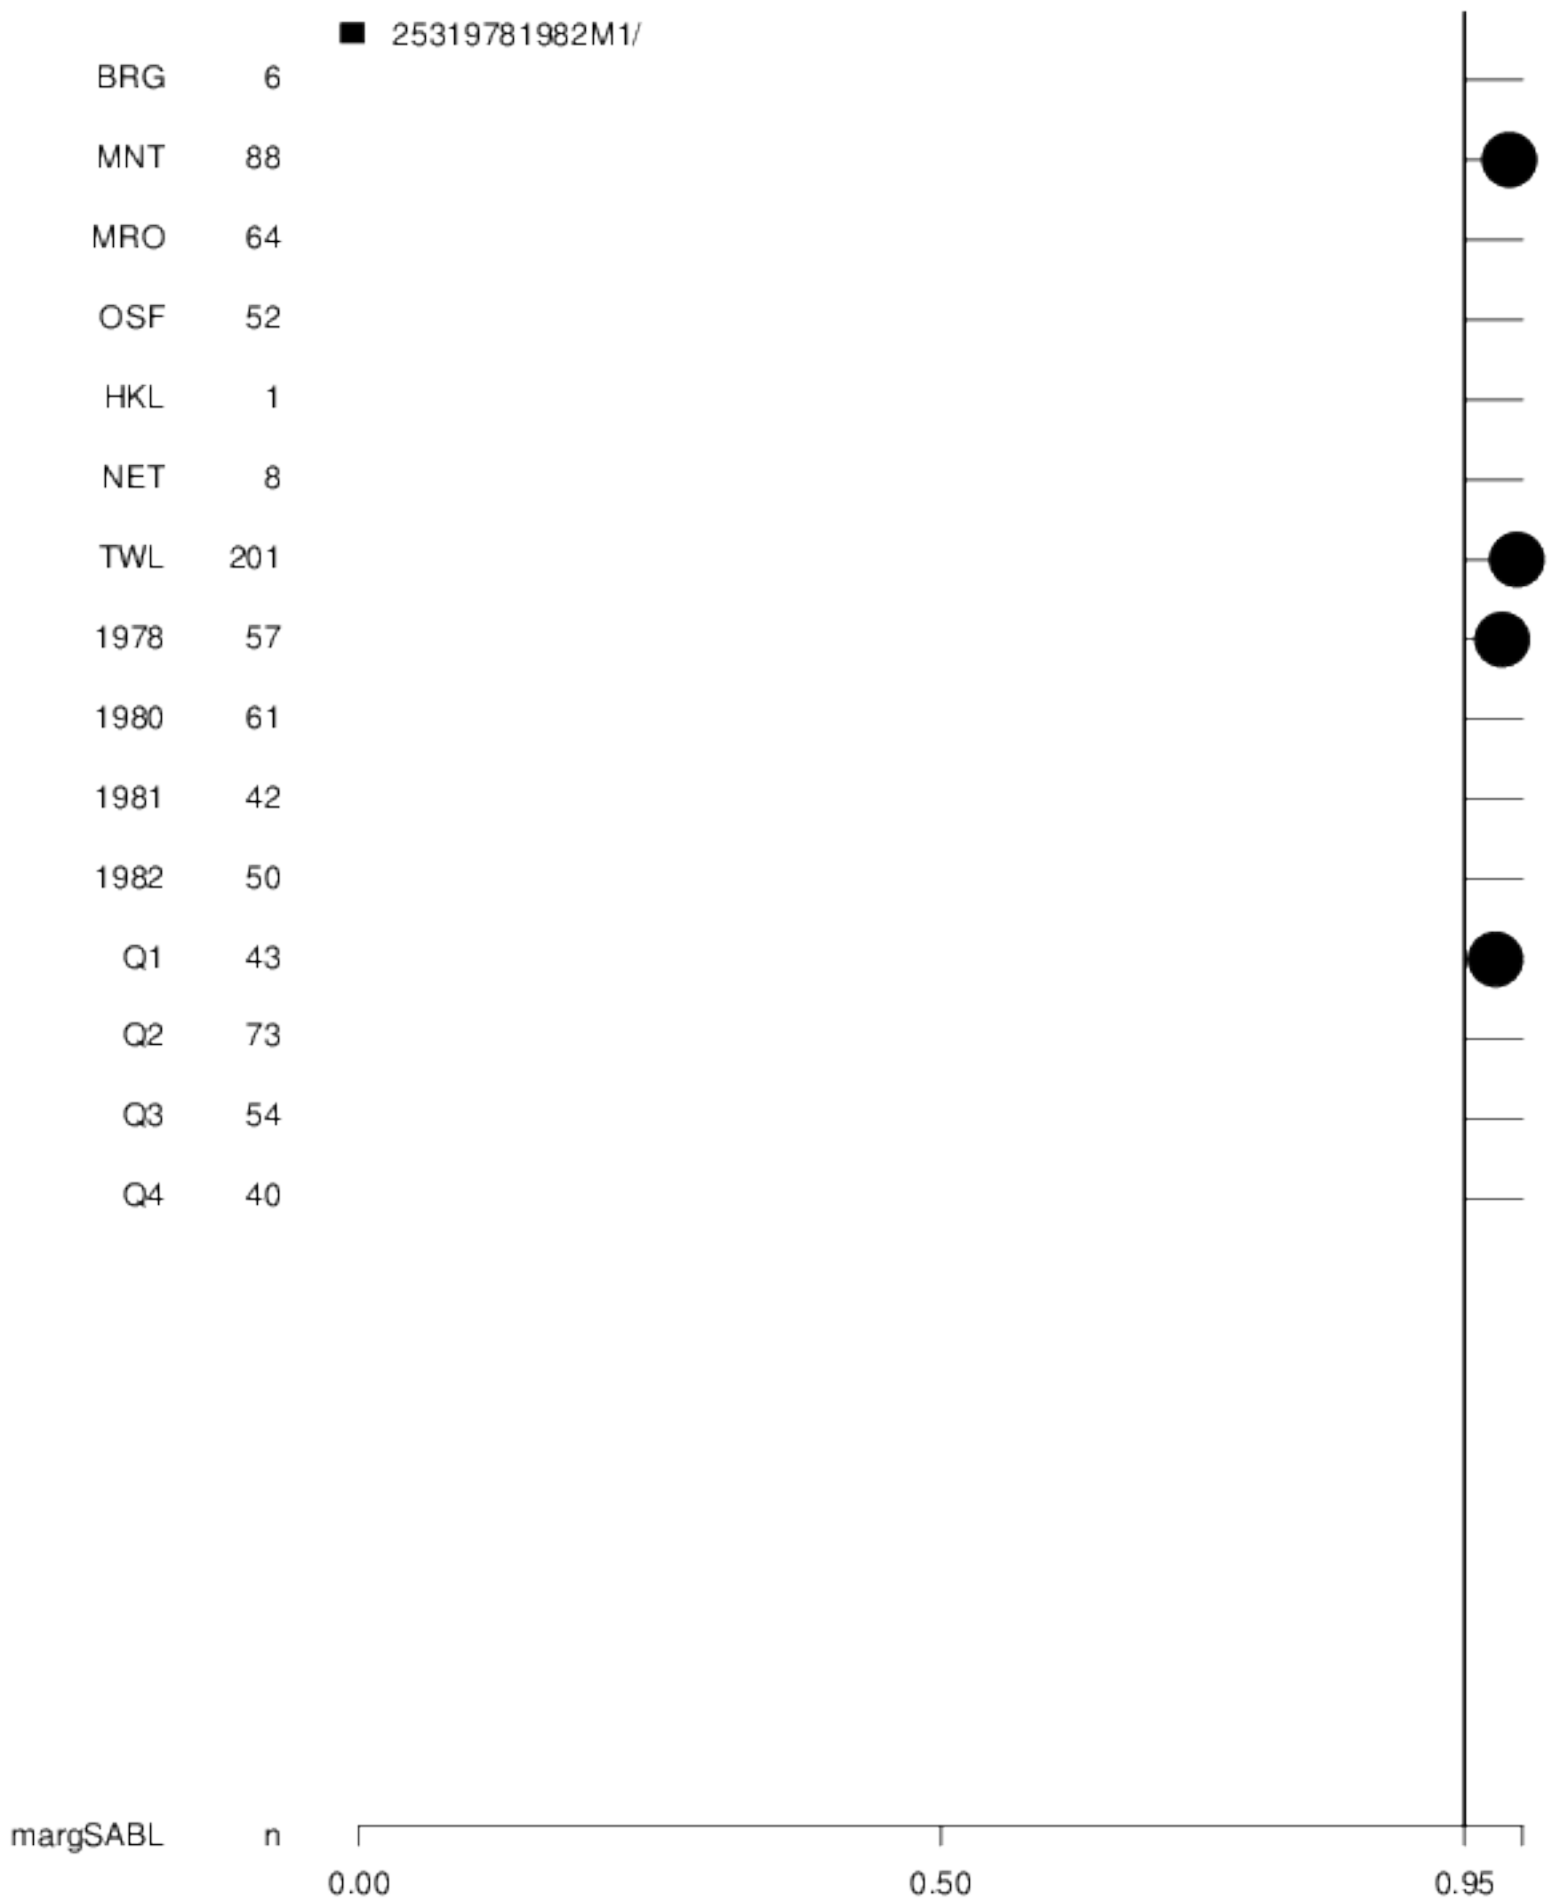 25319781982M1/
BRG 6
MNT 88
MRO 64
OSF 52
HKL 1
NET 8
TWL 201
1978 57
1980 61
1981 42
1982 50
Q1 43
Q2 73
Q3 54
Q4 40
margSABL n
0.00 0.50 0.95